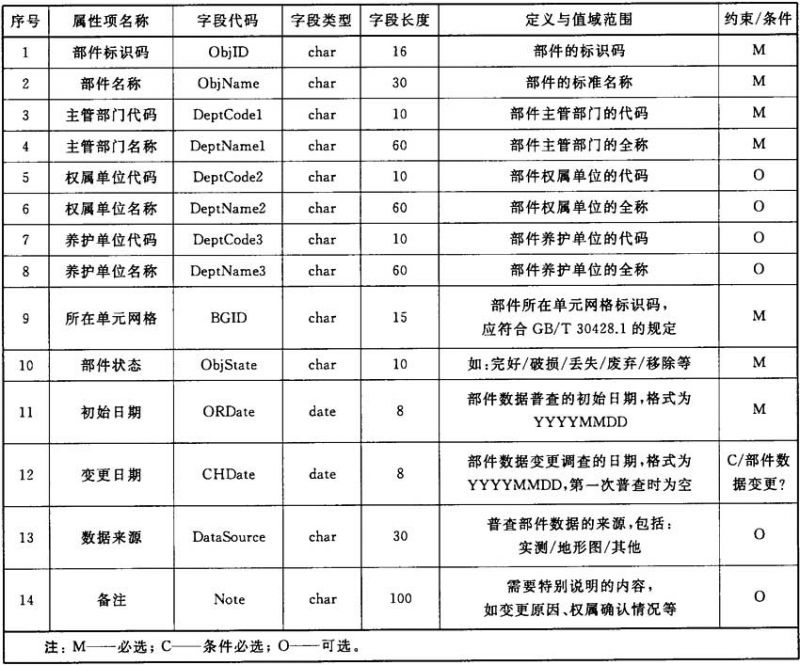 序号 属性项名称 字段代码 字段类型 字段长度 定义与值域范围 约束/条件
1 部件标识码 ObjID char 16 部件的标识码 M
2 部件名称 ObjName char 30 部件的标准名称 M
3 主管部门代码 DeptCode1 char 10 部件主管部门的代码 M
4 主管部门名称 DeptName1 char 60 部件主管部门的全称 M
5 权属单位代码 DeptCode2 char 10 部件权属单位的代码 O
6 权属单位名称 DeptName2 char 60 部件权属单位的全称 O
7 养护单位代码 DeptCode3 char 10 部件养护单位的代码 O
8 养护单位名称 DeptName3 char 60 部件养护单位的全称 O
9 所在单元网格 BGID char 15 部件所在单元网格标识码,
应符合 GB/T 30428.1 的规定 M
10 部件状态 ObjState char 10 如:完好/破损/丢失/废弃/移除等 M
11 初始日期 ORDate date 8 部件数据普查的初始日期,格式为
YYYYMMDD M
12 变更日期 CHDate date 8 部件数据变更调查的日期,格式为
YYYYMMDD,第一次普查时为空 C/部件数
据变更?
13 数据来源 DataSource char 30 普查部件数据的来源,包括:
实测/地形图/其他 O
14 备注 Note char 100 需要特别说明的内容,
如变更原因、权属确认情况等 O
注: M——必选; C——条件必选; O——可选。